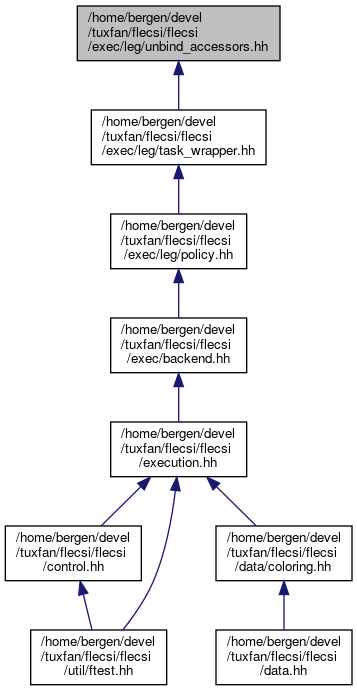 /home/bergen/devel
/tuxfan/flecsi/flecsi
/exec/leg/unbind_accessors.hh
/home/bergen/devel
/tuxfan/flecsi/flecsi
/exec/leg/task_wrapper.hh
/home/bergen/devel
/tuxfan/flecsi/flecsi
/exec/leg/policy.hh
/home/bergen/devel
/tuxfan/flecsi/flecsi
/exec/backend.hh
/home/bergen/devel
/tuxfan/flecsi/flecsi
/execution.hh
/home/bergen/devel
/tuxfan/flecsi/flecsi
/control.hh
/home/bergen/devel
/tuxfan/flecsi/flecsi
/data/coloring.hh
/home/bergen/devel
/tuxfan/flecsi/flecsi
/util/ftest.hh
/home/bergen/devel
/tuxfan/flecsi/flecsi
/data.hh